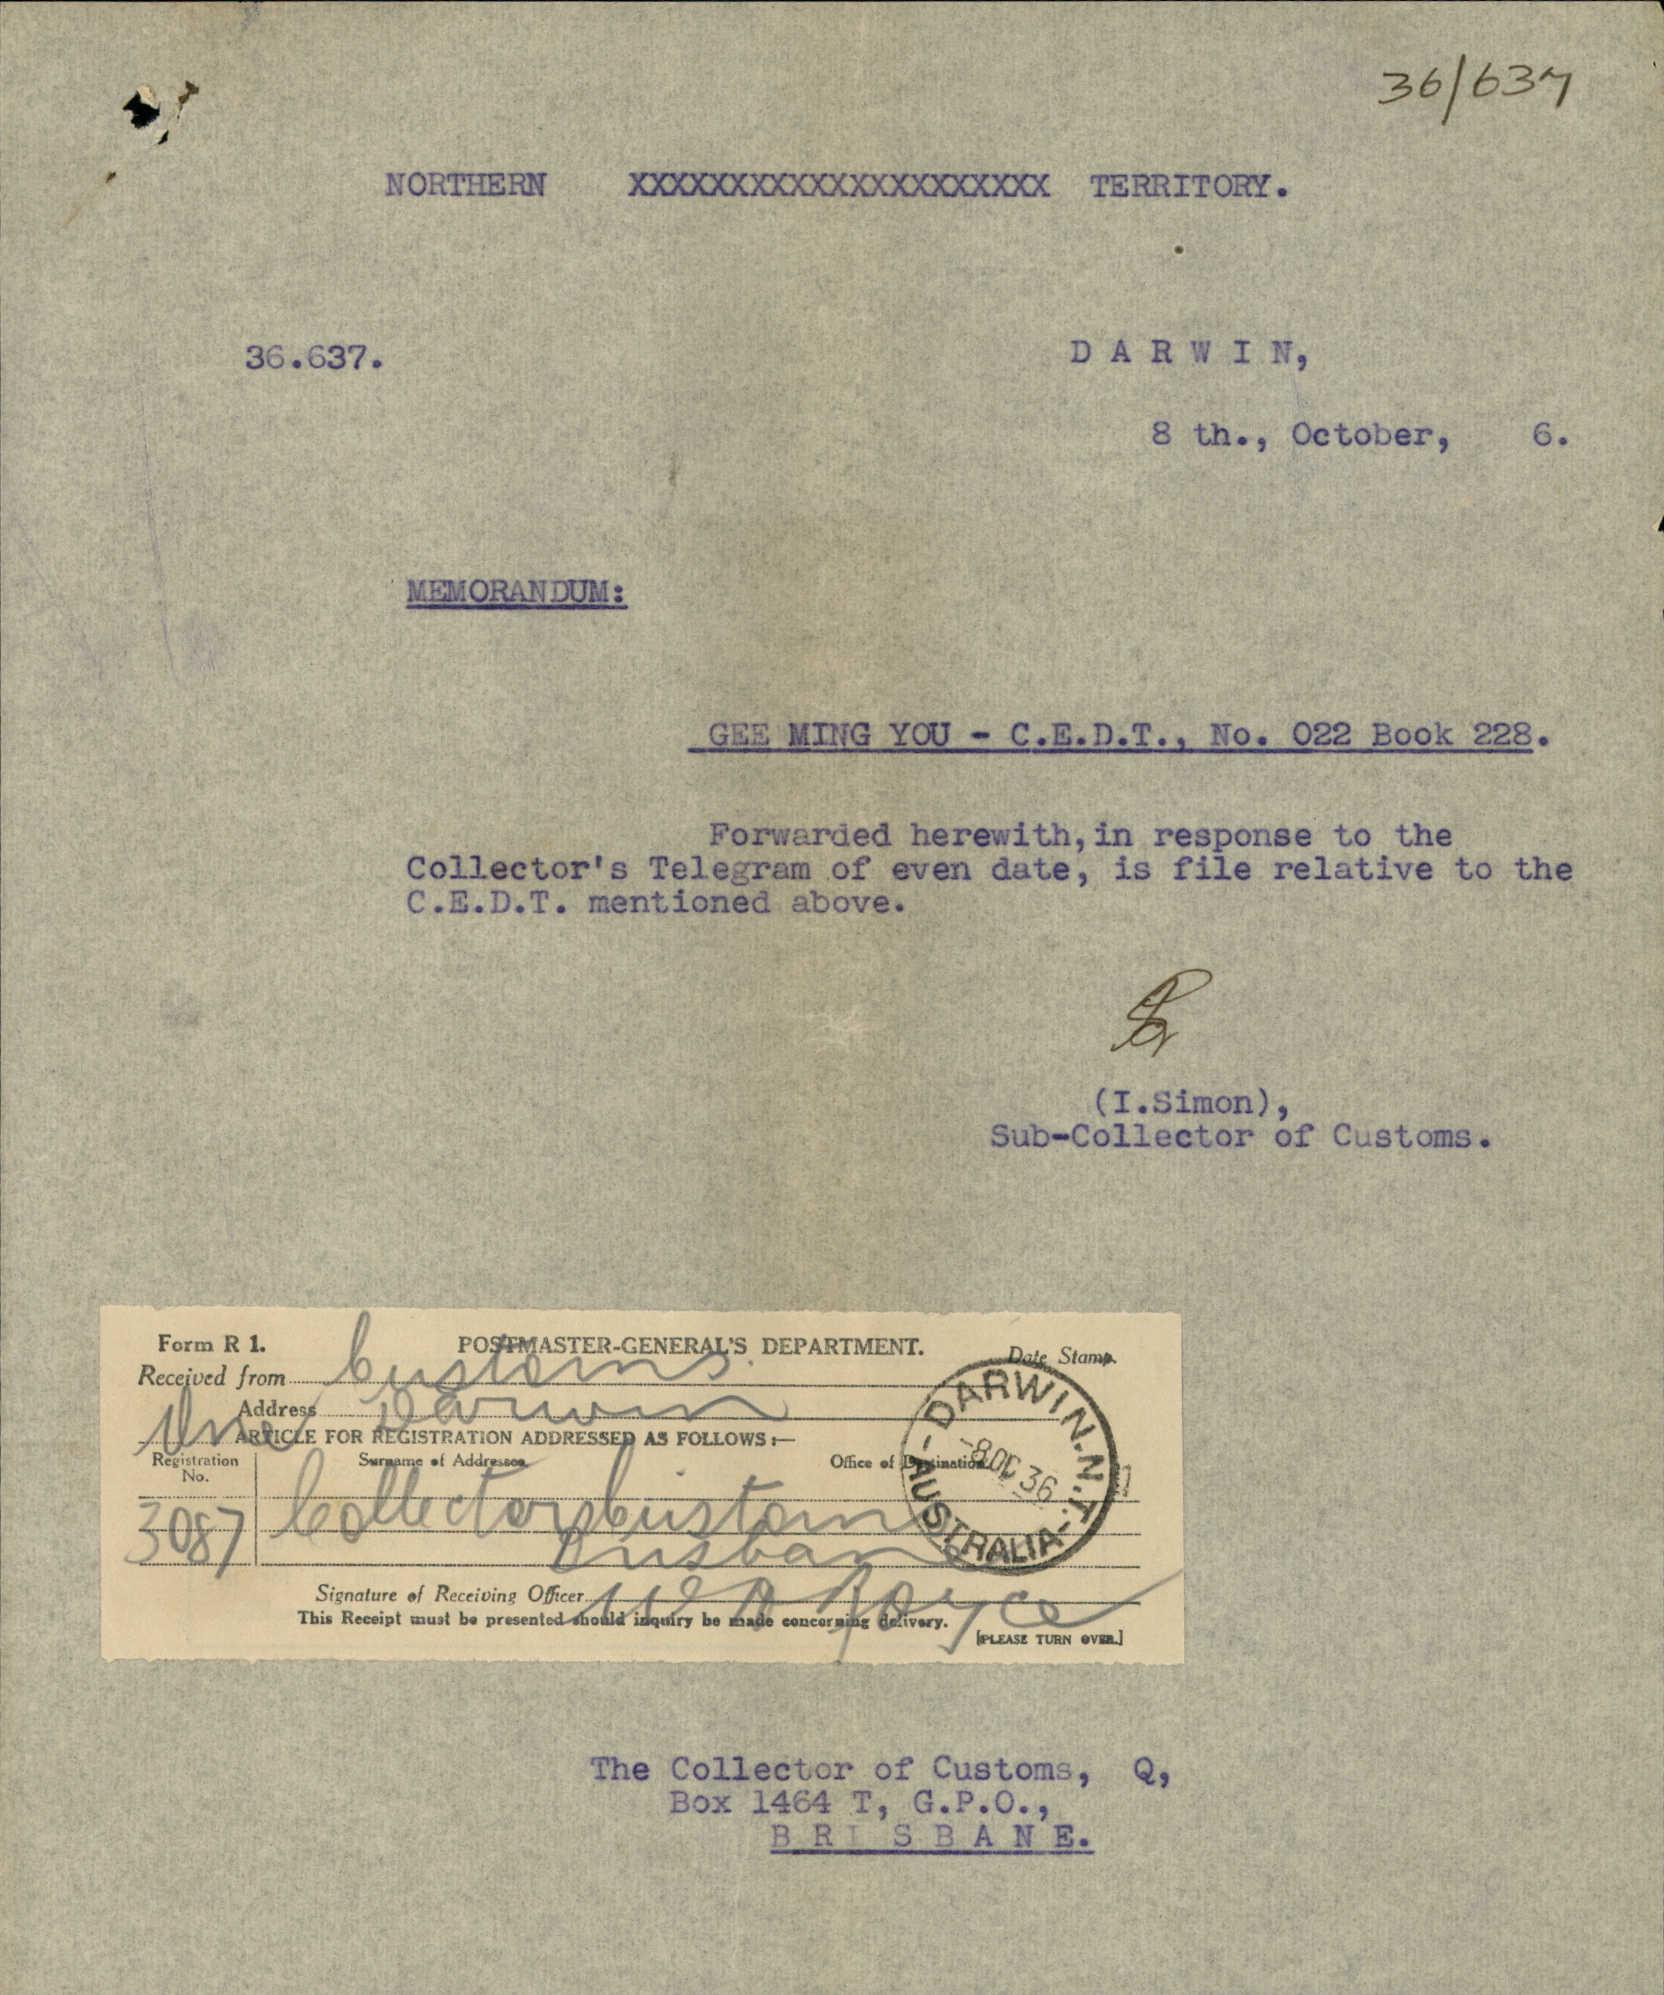 36/637
NORTHERN XXXXXXXXXXXXXXXXXXXXX TERRITORY.
36.637.
D A R W I N,
8 th., October, 6.
MEMORANDUM:
GEE MING YOU - C.E.D.T., No. 022 Book 228.
Forwarded herewith, in response to the
Collector's Telegram of even date, is file relative to the
C.E.D.T. mentioned above.
(I.Simon),
Sub-Collector of Customs.
Form R 1. POSTMASTER-GENERAL'S DEPARTMENT.
Date Stamp.
Received from Customs
Address Darwin
One ARTICLE FOR REGISTRATION ADDRESSED AS FOLLOWS:—
Registration No. Surname of Addressee. Office of Destination.
DARWIN.N.T. AUSTRALIA
8 OC 36
3087 Collector Customs
Brisbane
Signature of Receiving Officer
This Receipt must be presented should inquiry be made concerning delivery.
[PLEASE TURN OVER.]
The Collector of Customs, Q,
Box 1464 T, G.P.O.,
B R I S B A N E.